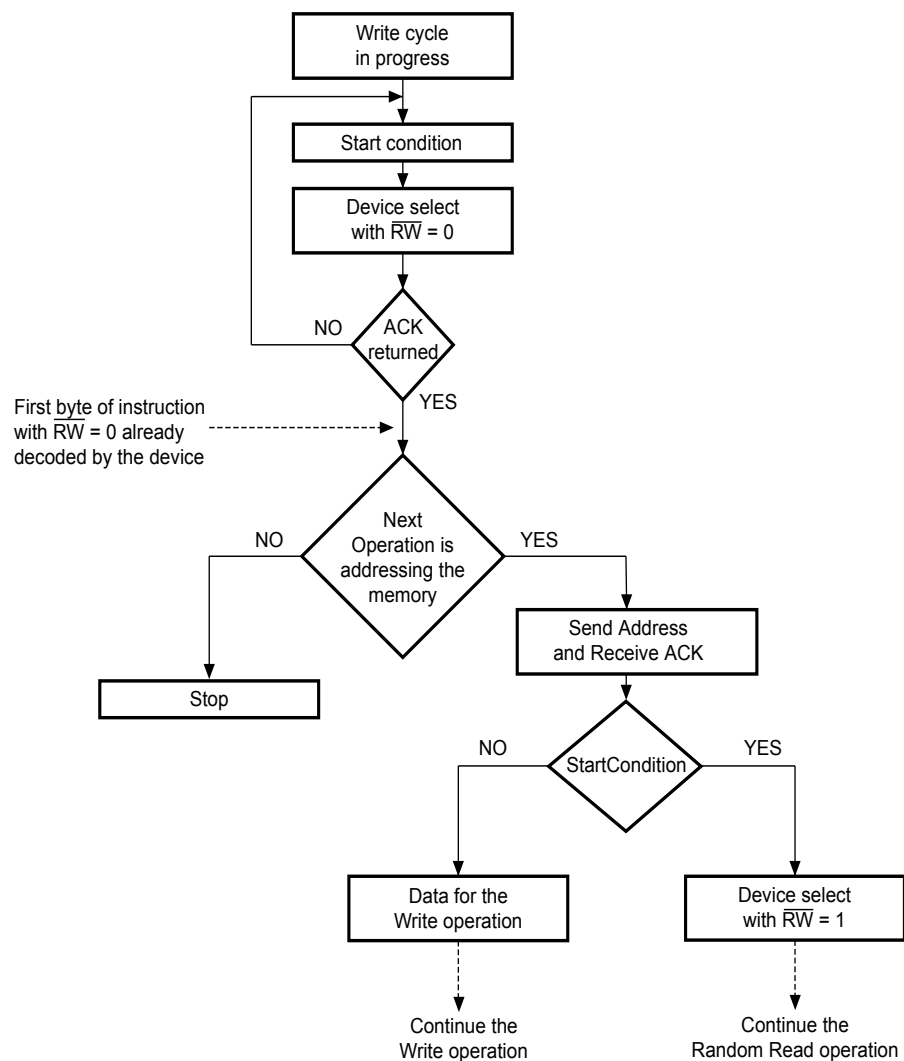 Write cycle
in progress
Start condition
Device select
with R̅W̅ = 0
NO
ACK
returned
YES
First byte of instruction
with R̅W̅ = 0 already
decoded by the device
NO
Next
Operation is
addressing the
memory
YES
Send Address
and Receive ACK
Stop
NO
StartCondition
YES
Data for the
Write operation
Device select
with R̅W̅ = 1
Continue the
Write operation
Continue the
Random Read operation